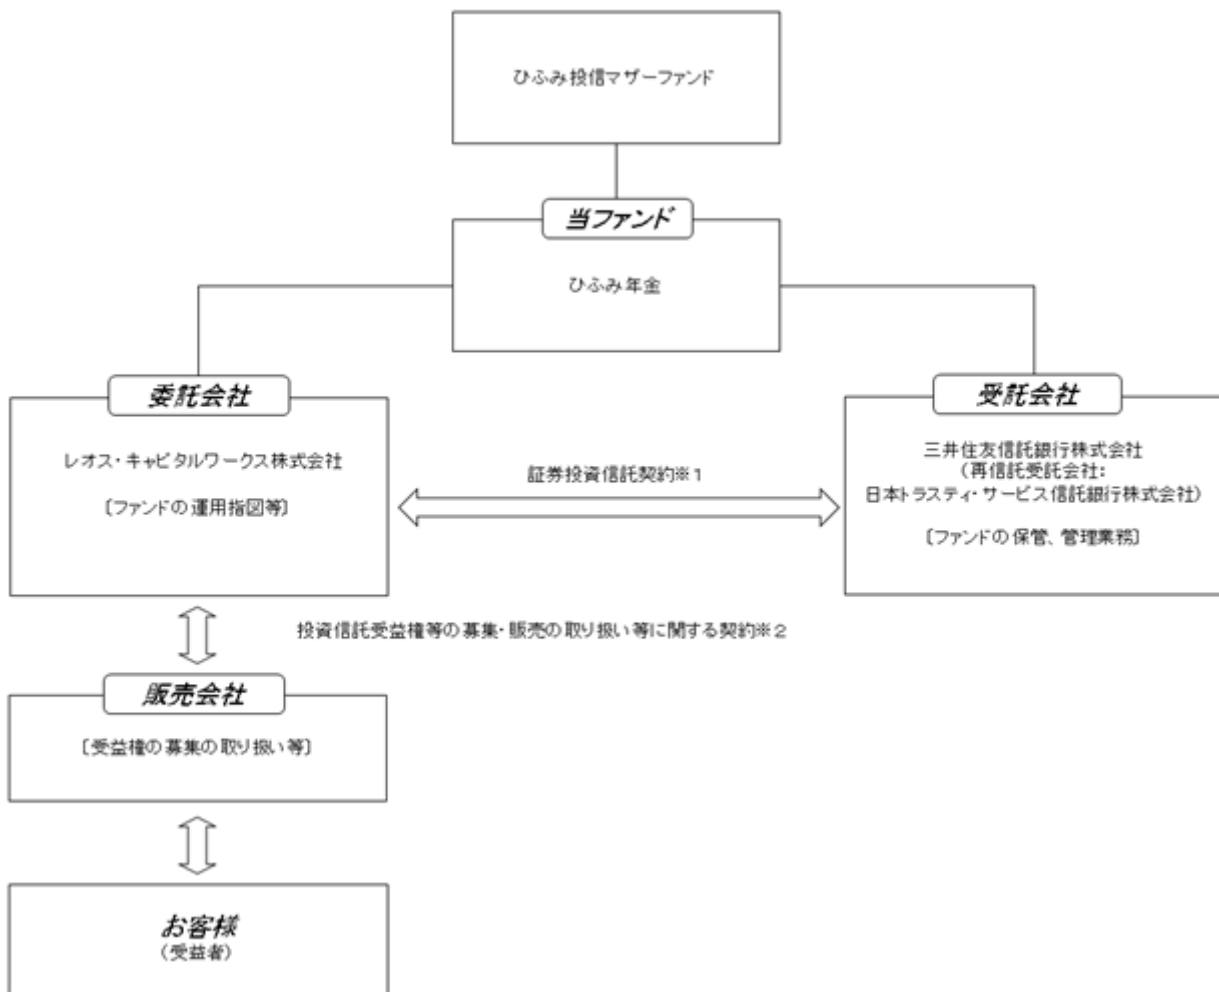 ひふみ投信マザーファンド
当ファンド
ひふみ年金
委託会社
レオス・キャピタルワークス株式会社
〔ファンドの運用指図等〕
証券投資信託契約※1
受託会社
三井住友信託銀行株式会社
(再信託受託会社:
日本トラスティ・サービス信託銀行株式会社)
〔ファンドの保管、管理業務〕
投資信託受益権等の募集・販売の取り扱い等に関する契約※2
販売会社
〔受益権の募集の取り扱い等〕
お客様
(受益者)